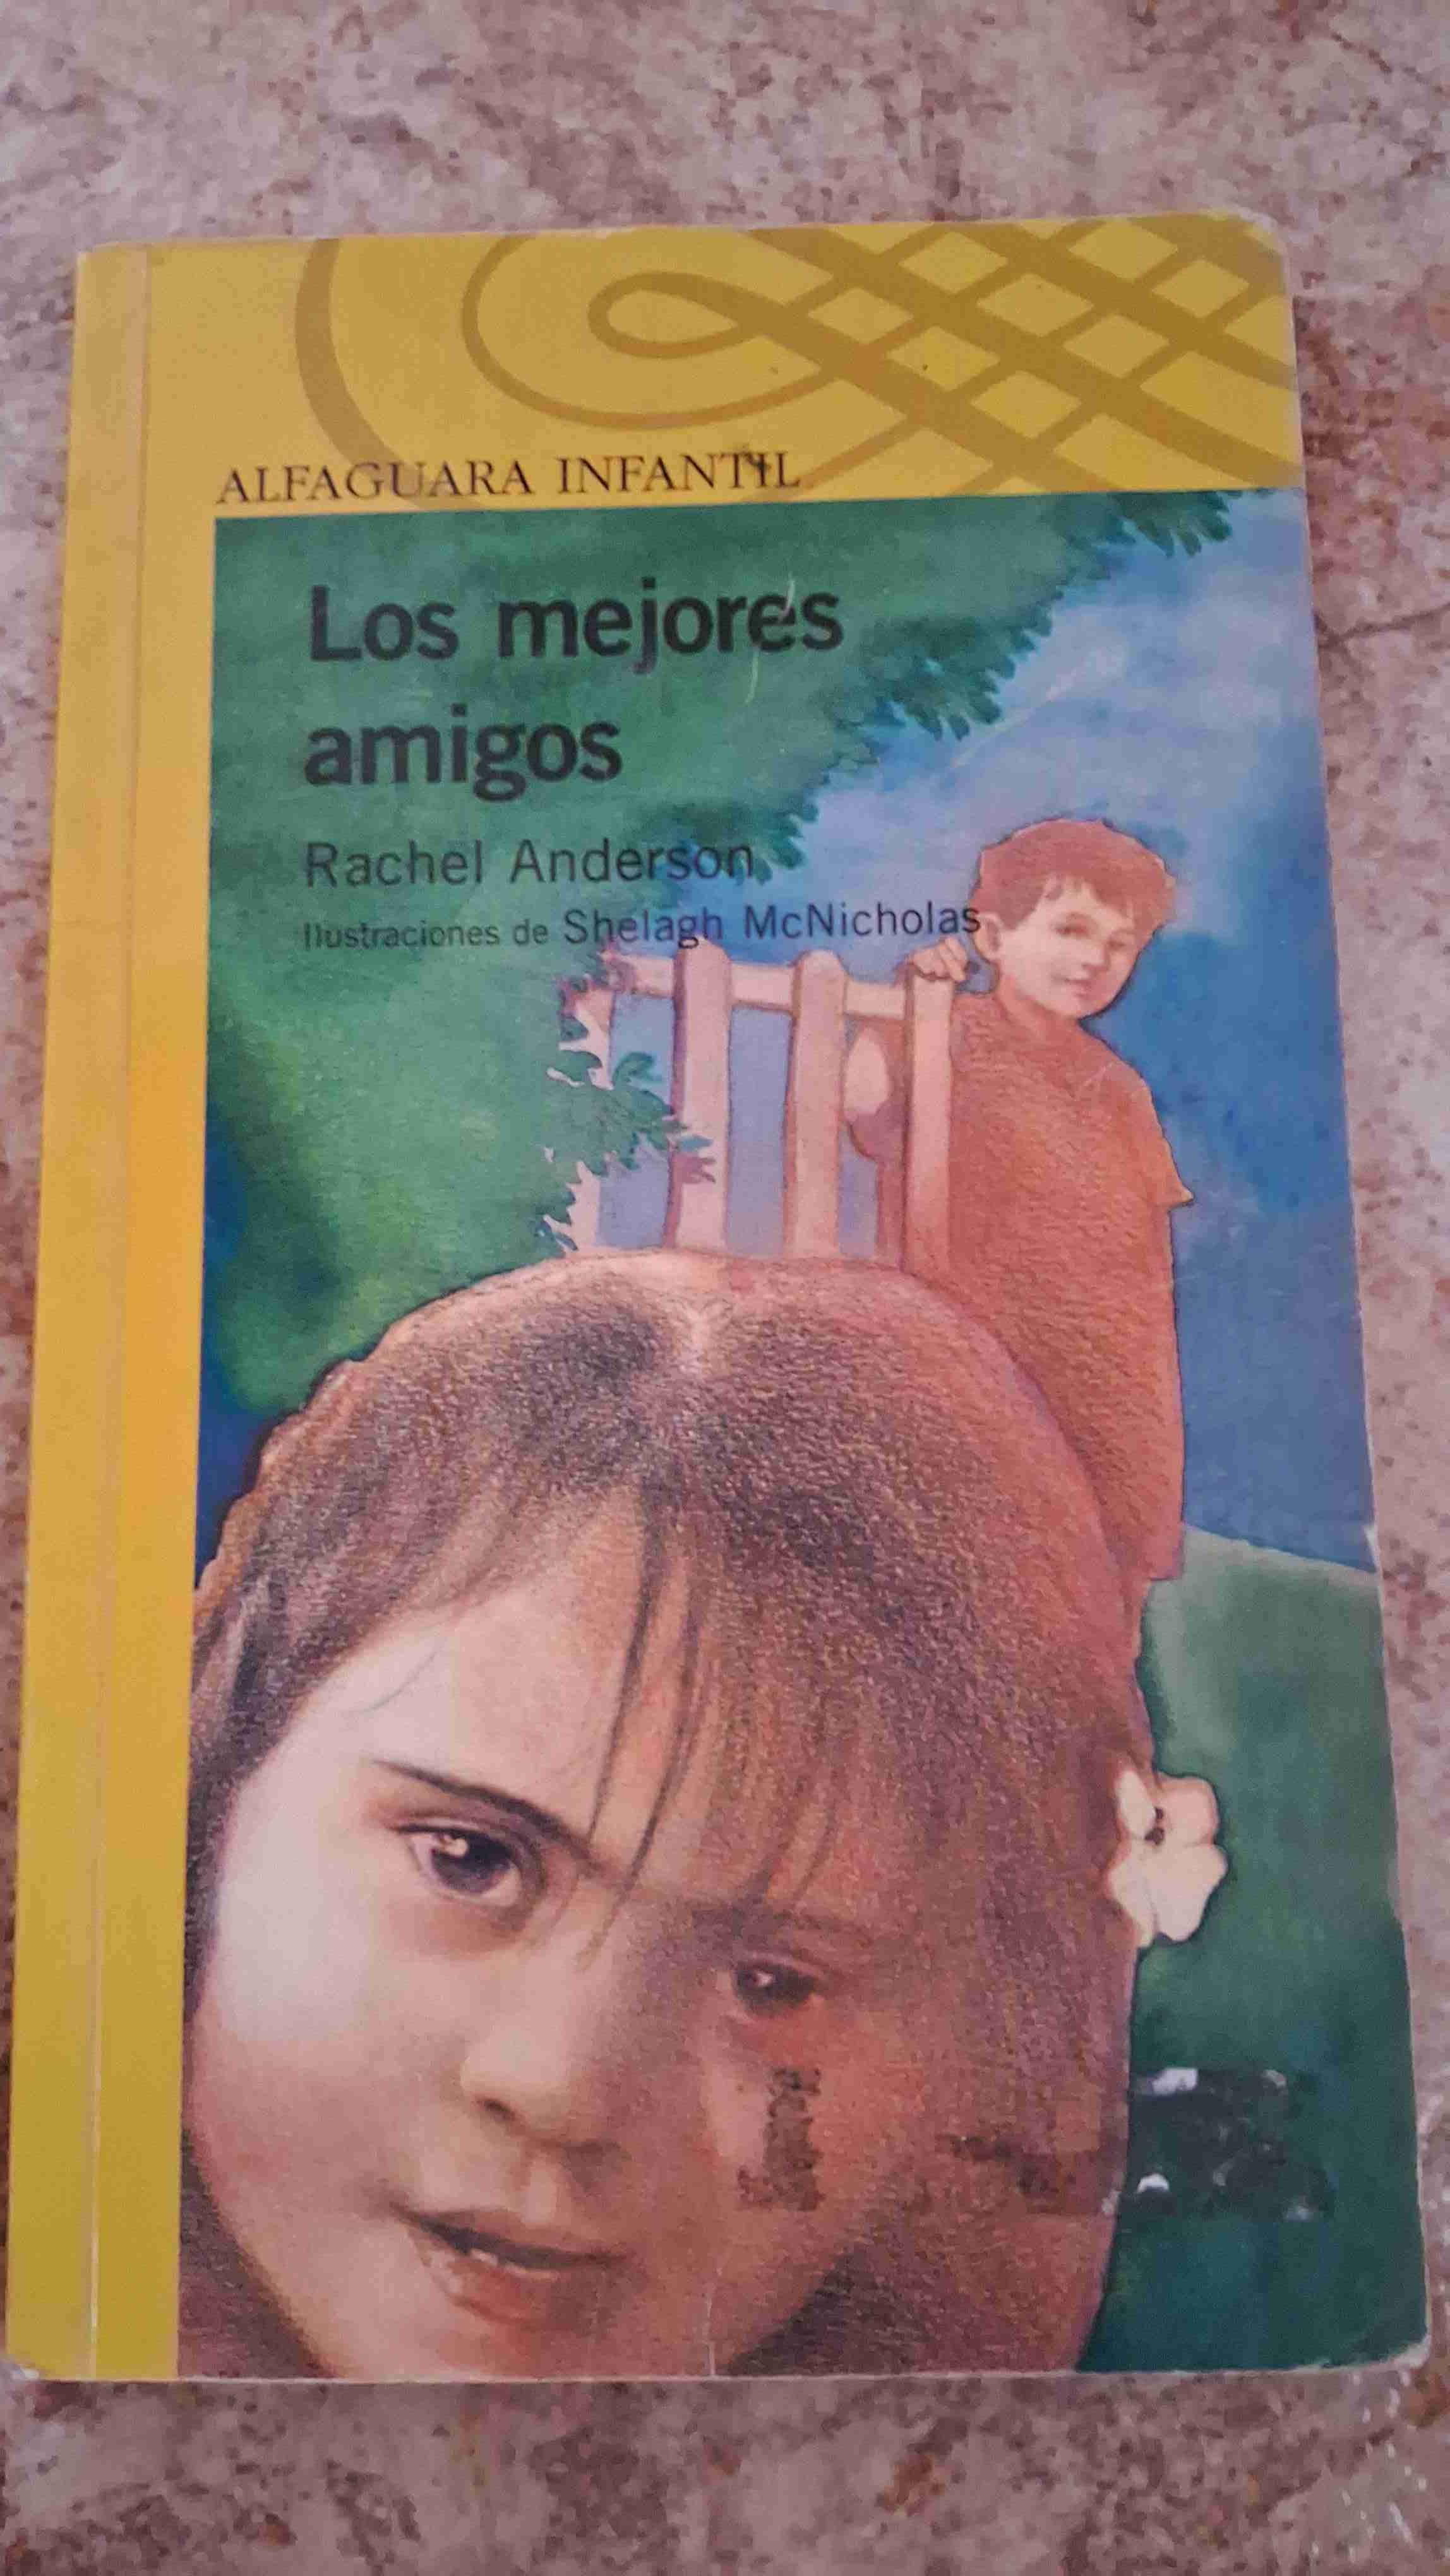 ALFAGUARA INFANTIL
Los mejores
amigos
Rachel Anderson
Ilustraciones de Shelagh McNicholas